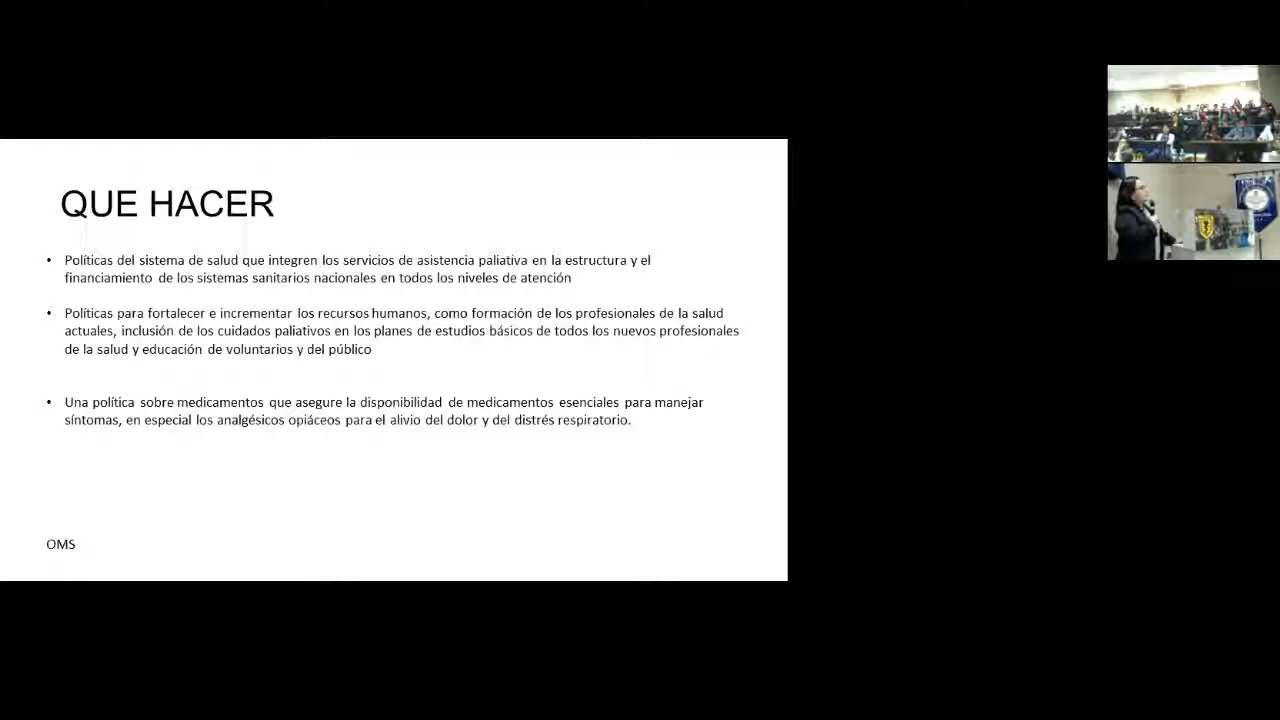 QUE HACER
• Políticas del sistema de salud que integren los servicios de asistencia paliativa en la estructura y el
financiamiento de los sistemas sanitarios nacionales en todos los niveles de atención
• Políticas para fortalecer e incrementar los recursos humanos, como formación de los profesionales de la salud
actuales, inclusión de los cuidados paliativos en los planes de estudios básicos de todos los nuevos profesionales
de la salud y educación de voluntarios y del público
• Una política sobre medicamentos que asegure la disponibilidad de medicamentos esenciales para manejar
síntomas, en especial los analgésicos opiáceos para el alivio del dolor y del distrés respiratorio.
OMS